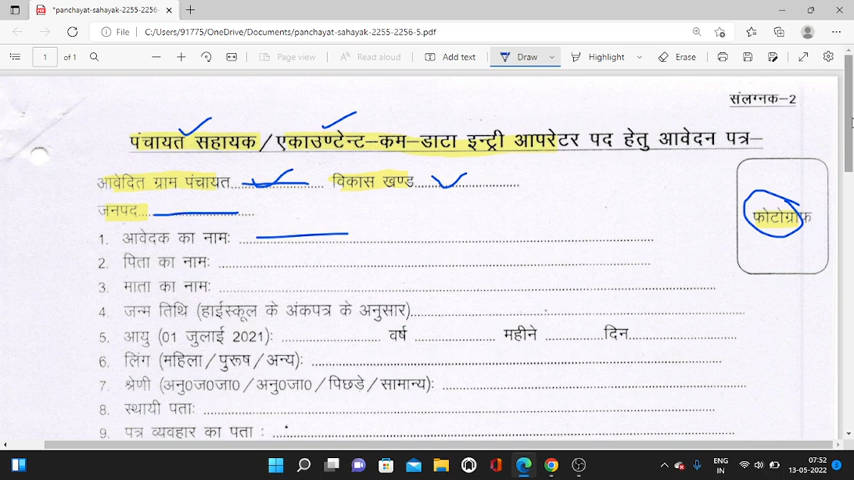 *panchayat-sahayak-2255-2256-
File
C:/Users/91775/OneDrive/Documents/panchayat-sahayak-2255-2256-5.pdf
1 of 1
Page view
Read aloud
Add text
Draw
Highlight
Erase
संलग्नक–2
पंचायत सहायक/एकाउण्टेन्ट–कम–डाटा इन्ट्री आपरेटर पद हेतु आवेदन पत्र–
आवेदित ग्राम पंचायत.................... विकास खण्ड....................
जनपद....................
फोटोग्राफ
1. आवेदक का नामः
2. पिता का नामः
3. माता का नामः
4. जन्म तिथि (हाईस्कूल के अंकपत्र के अनुसार)....................
5. आयु (01 जुलाई 2021): .................... वर्ष .................... महीने ....................दिन....................
6. लिंग (महिला/पुरूष/अन्य):
7. श्रेणी (अनु0ज0जा0/अनु0जा0/पिछड़े/सामान्य):
8. स्थायी पताः
9. पत्र व्यवहार का पता :
ENG
IN
07:52
13-05-2022